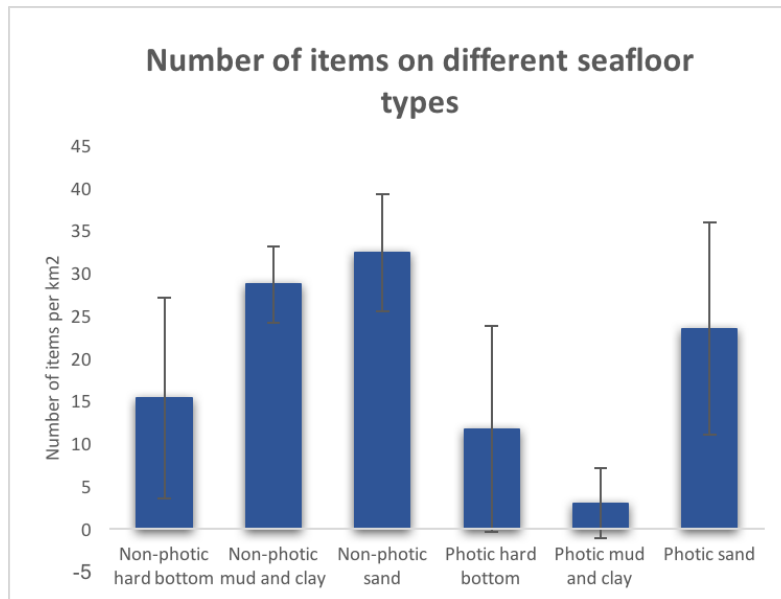 Number of items on different seafloor
types
Number of items per km2
45
40
35
30
25
20
15
10
5
0
-5
Non-photic
hard bottom
Non-photic
mud and clay
Non-photic
sand
Photic hard
bottom
Photic mud
and clay
Photic sand